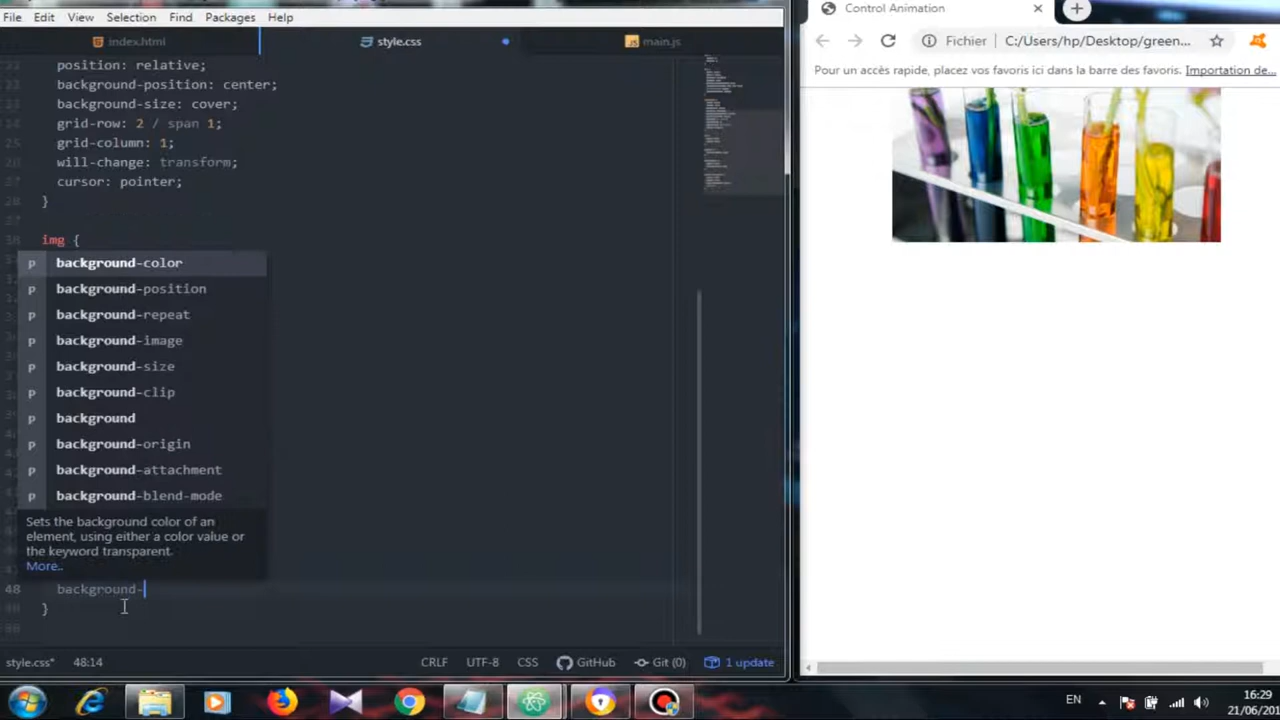 File Edit View Selection Find Packages Help
index.html
style.css
main.js
position: relative;
background-position: center;
background-size: cover;
grid-row: 2 / span 1;
grid-column: 1;
will-change: transform;
cursor: pointer;
}
img {
p background-color
p background-position
p background-repeat
p background-image
p background-size
p background-clip
p background
p background-origin
p background-attachment
p background-blend-mode
Sets the background color of an
element, using either a color value or
the keyword transparent.
More..
48 background-
}
style.css* 48:14 CRLF UTF-8 CSS GitHub Git (0) 1 update
Control Animation
Fichier C:/Users/hp/Desktop/green...
Pour un accès rapide, placez vos favoris ici dans la barre des favoris. Importation de...
EN
16:29
21/06/201